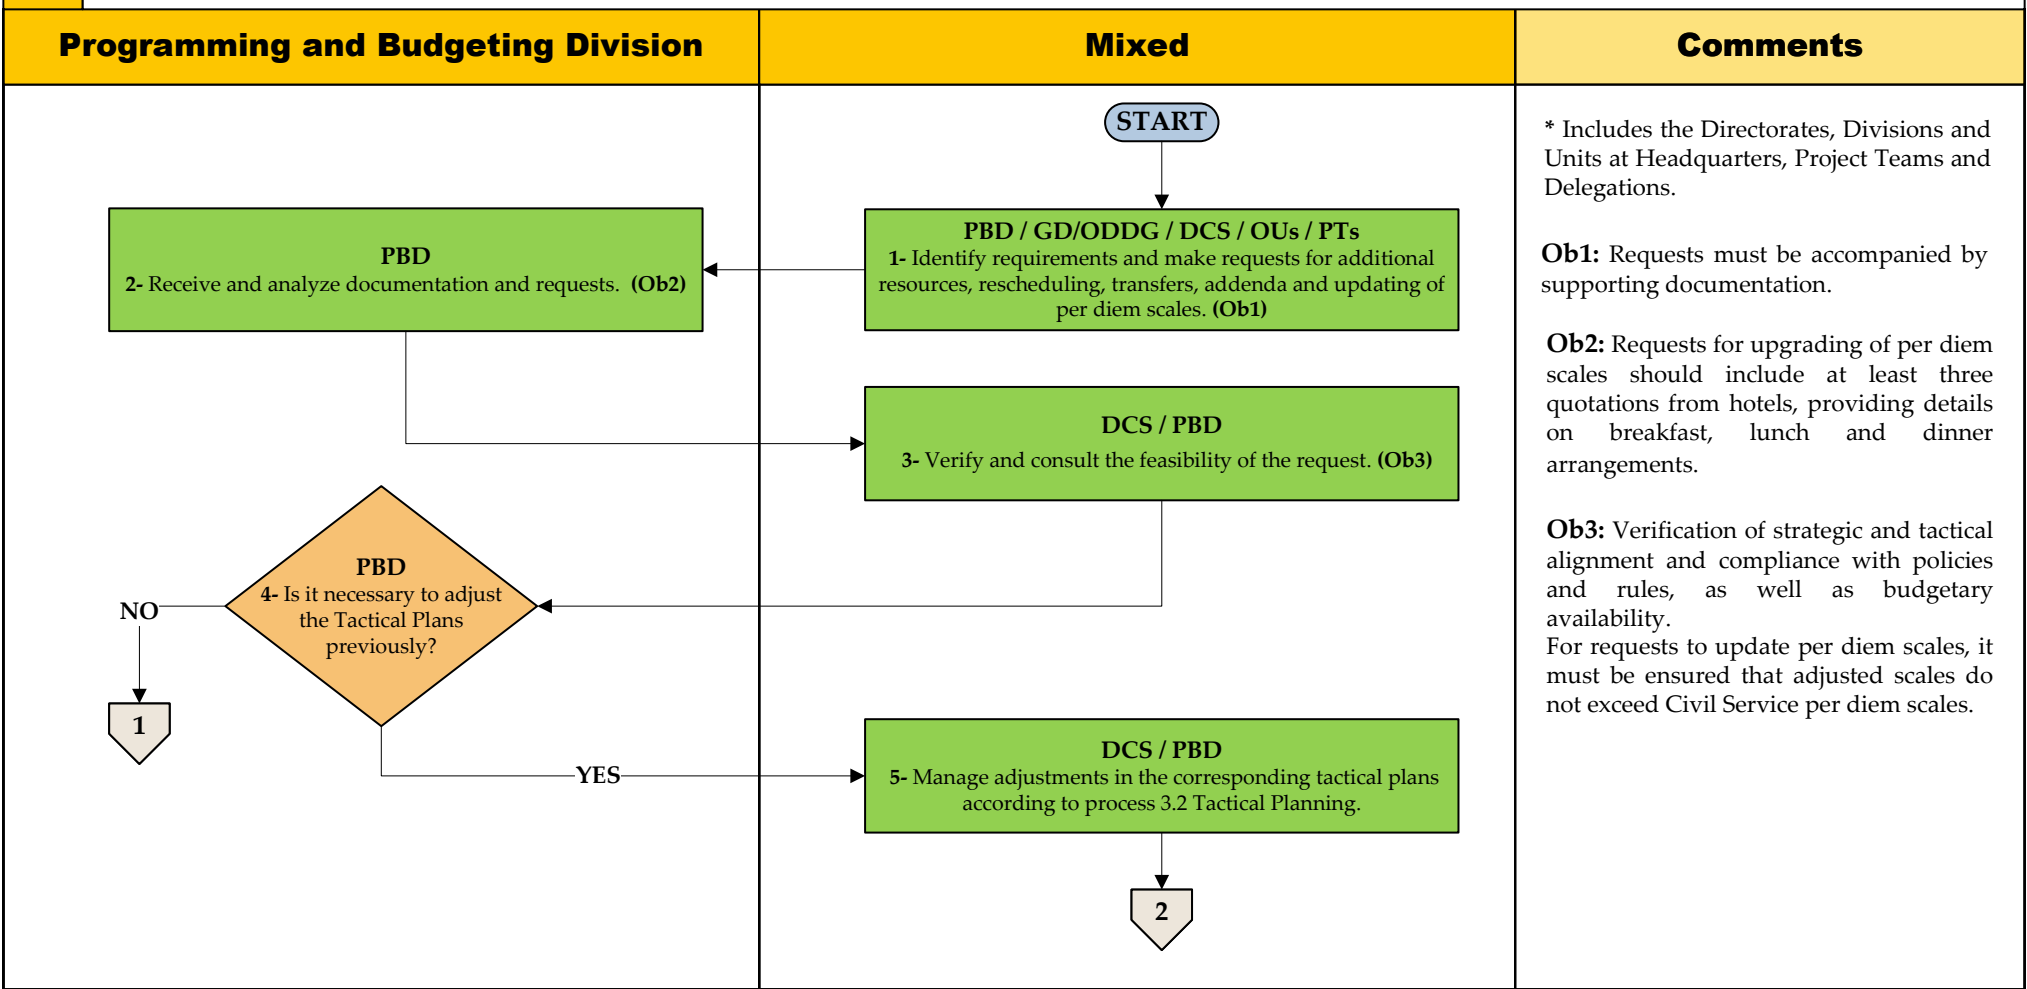 Programming and Budgeting Division
Mixed
Comments
START
PBD / GD/ODDG / DCS / OUs / PTs
1- Identify requirements and make requests for additional
resources, rescheduling, transfers, addenda and updating of
per diem scales. (Ob1)
PBD
2- Receive and analyze documentation and requests. (Ob2)
DCS / PBD
3- Verify and consult the feasibility of the request. (Ob3)
PBD
4- Is it necessary to adjust
the Tactical Plans
previously?
NO
1
YES
DCS / PBD
5- Manage adjustments in the corresponding tactical plans
according to process 3.2 Tactical Planning.
2
* Includes the Directorates, Divisions and
Units at Headquarters, Project Teams and
Delegations.
Ob1: Requests must be accompanied by
supporting documentation.
Ob2: Requests for upgrading of per diem
scales should include at least three
quotations from hotels, providing details
on breakfast, lunch and dinner
arrangements.
Ob3: Verification of strategic and tactical
alignment and compliance with policies
and rules, as well as budgetary
availability.
For requests to update per diem scales, it
must be ensured that adjusted scales do
not exceed Civil Service per diem scales.